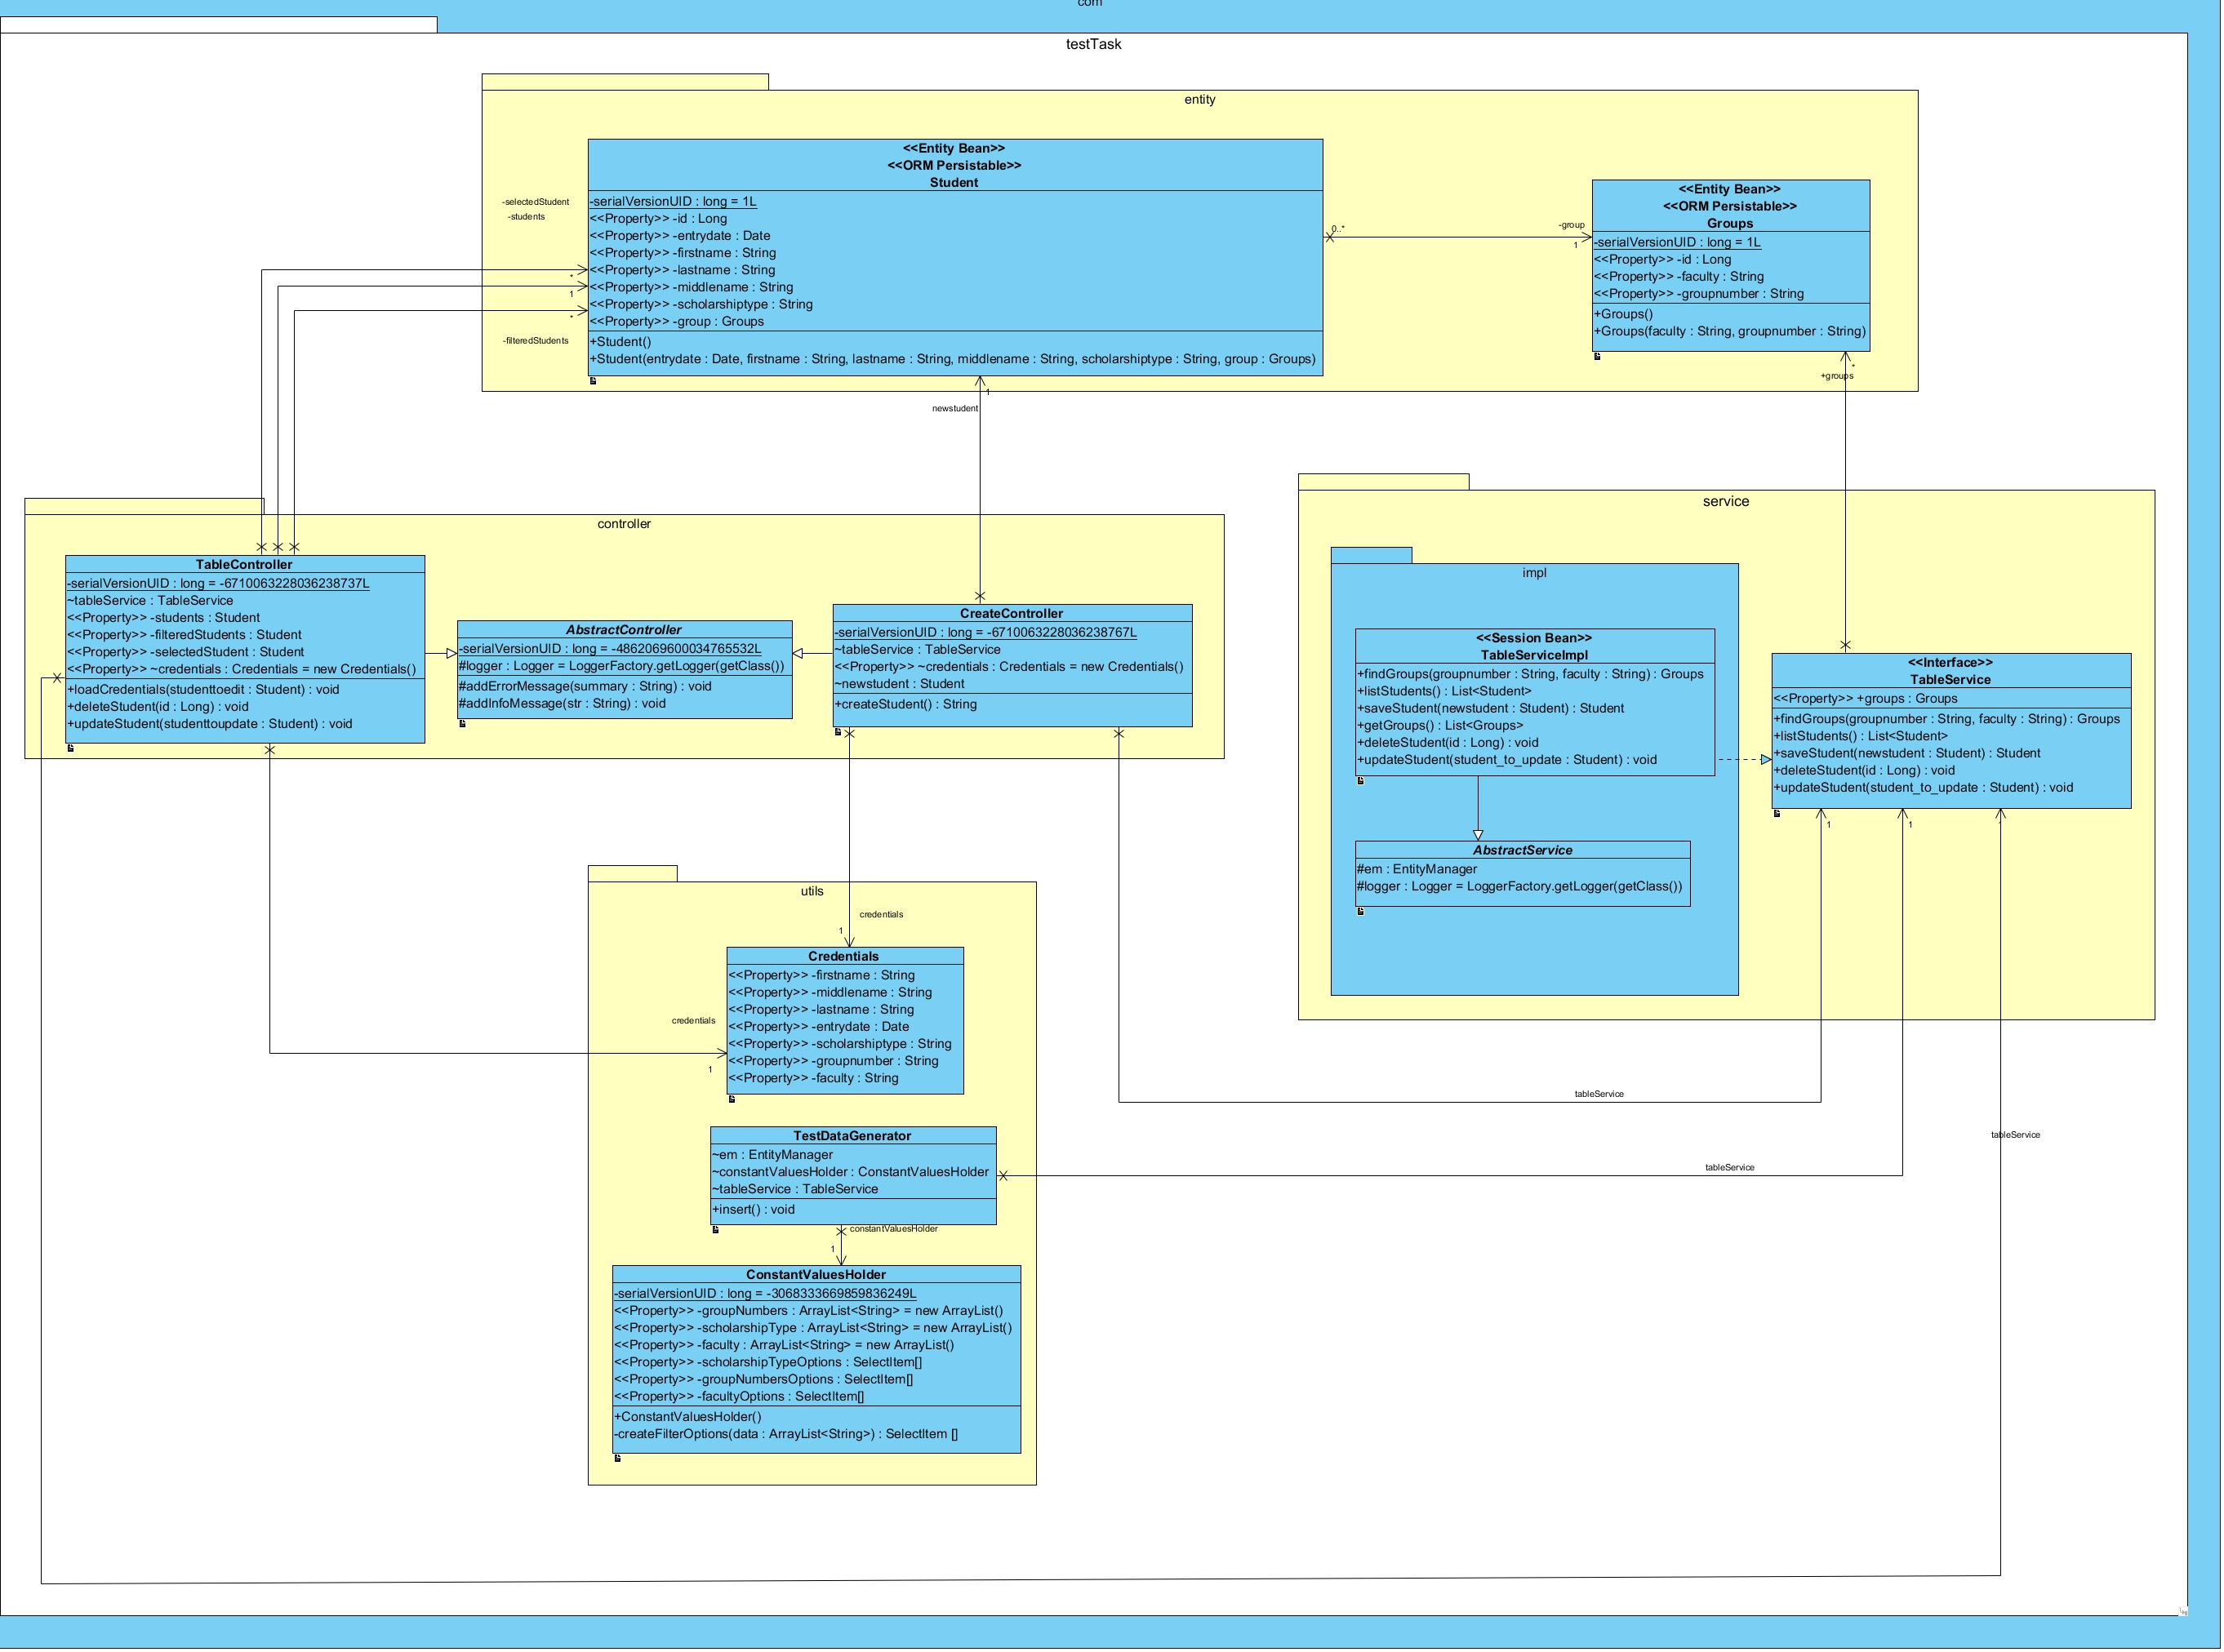 com
testTask
entity
<<Entity Bean>>
<<ORM Persistable>>
Student
-serialVersionUID : long = 1L
<<Property>> -id : Long
<<Property>> -entrydate : Date
<<Property>> -firstname : String
<<Property>> -lastname : String
<<Property>> -middlename : String
<<Property>> -scholarshiptype : String
<<Property>> -group : Groups
+Student()
+Student(entrydate : Date, firstname : String, lastname : String, middlename : String, scholarshiptype : String, group : Groups)
-selectedStudent
-students
*
1
*
-filteredStudents
0..*
-group
1
<<Entity Bean>>
<<ORM Persistable>>
Groups
-serialVersionUID : long = 1L
<<Property>> -id : Long
<<Property>> -faculty : String
<<Property>> -groupnumber : String
+Groups()
+Groups(faculty : String, groupnumber : String)
*
+groups
1
newstudent
controller
TableController
-serialVersionUID : long = -6710063228036238737L
~tableService : TableService
<<Property>> -students : Student
<<Property>> -filteredStudents : Student
<<Property>> -selectedStudent : Student
<<Property>> ~credentials : Credentials = new Credentials()
+loadCredentials(studenttoedit : Student) : void
+deleteStudent(id : Long) : void
+updateStudent(studenttoupdate : Student) : void
AbstractController
-serialVersionUID : long = -4862069600034765532L
#logger : Logger = LoggerFactory.getLogger(getClass())
#addErrorMessage(summary : String) : void
#addInfoMessage(str : String) : void
CreateController
-serialVersionUID : long = -6710063228036238767L
~tableService : TableService
<<Property>> ~credentials : Credentials = new Credentials()
~newstudent : Student
+createStudent() : String
service
impl
<<Session Bean>>
TableServiceImpl
+findGroups(groupnumber : String, faculty : String) : Groups
+listStudents() : List<Student>
+saveStudent(newstudent : Student) : Student
+getGroups() : List<Groups>
+deleteStudent(id : Long) : void
+updateStudent(student_to_update : Student) : void
AbstractService
#em : EntityManager
#logger : Logger = LoggerFactory.getLogger(getClass())
<<Interface>>
TableService
<<Property>> +groups : Groups
+findGroups(groupnumber : String, faculty : String) : Groups
+listStudents() : List<Student>
+saveStudent(newstudent : Student) : Student
+deleteStudent(id : Long) : void
+updateStudent(student_to_update : Student) : void
1
1
1
utils
credentials
1
Credentials
<<Property>> -firstname : String
<<Property>> -middlename : String
<<Property>> -lastname : String
<<Property>> -entrydate : Date
<<Property>> -scholarshiptype : String
<<Property>> -groupnumber : String
<<Property>> -faculty : String
credentials
1
tableService
tableService
tableService
TestDataGenerator
~em : EntityManager
~constantValuesHolder : ConstantValuesHolder
~tableService : TableService
+insert() : void
constantValuesHolder
1
ConstantValuesHolder
-serialVersionUID : long = -3068333669859836249L
<<Property>> -groupNumbers : ArrayList<String> = new ArrayList()
<<Property>> -scholarshipType : ArrayList<String> = new ArrayList()
<<Property>> -faculty : ArrayList<String> = new ArrayList()
<<Property>> -scholarshipTypeOptions : SelectItem[]
<<Property>> -groupNumbersOptions : SelectItem[]
<<Property>> -facultyOptions : SelectItem[]
+ConstantValuesHolder()
-createFilterOptions(data : ArrayList<String>) : SelectItem []